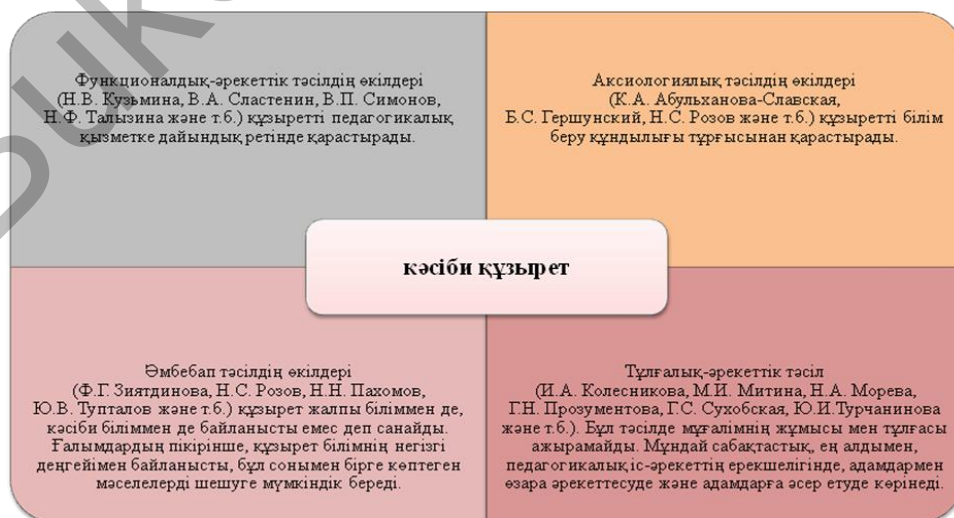 Функционалдық-әрекеттік тәсілдің өкілдері
(Н.В. Кузьмина, В.А. Сластенин, В.П. Симонов,
Н.Ф. Талызина және т.б.) құзыретті педагогикалық
қызметке дайындық ретінде қарастырады.
Аксиологиялық тәсілдің өкілдері
(К.А. Абульханова-Славская,
Б.С. Гершунский, Н.С. Розов және т.б.) құзыретті білім
беру құндылығы тұрғысынан қарастырады.
кәсіби құзырет
Әмбебап тәсілдің өкілдері
(Ф.Г. Зиятдинова, Н.С. Розов, Н.Н. Пахомов,
Ю.В. Тупталов және т.б.) құзырет жалпы біліммен де,
кәсіби біліммен де байланысты емес деп санайды.
Ғалымдардың пікірінше, құзырет білімнің негізгі
деңгейімен байланысты, бұл сонымен бірге көптеген
мәселелерді шешуге мүмкіндік береді.
Тұлғалық-әрекеттік тәсіл
(И.А. Колесникова, М.И. Митина, Н.А. Морева,
Г.Н. Прозументова, Г.С. Сухобская, Ю.И.Турчанинова
және т.б.). Бұл тәсілде мұғалімнің жұмысы мен тұлғасы
ажырамайды. Мұндай сабақтастық, ең алдымен,
педагогикалық іс-әрекеттің ерекшелігінде, адамдармен
өзара әрекеттесуде және адамдарға әсер етуде көрінеді.